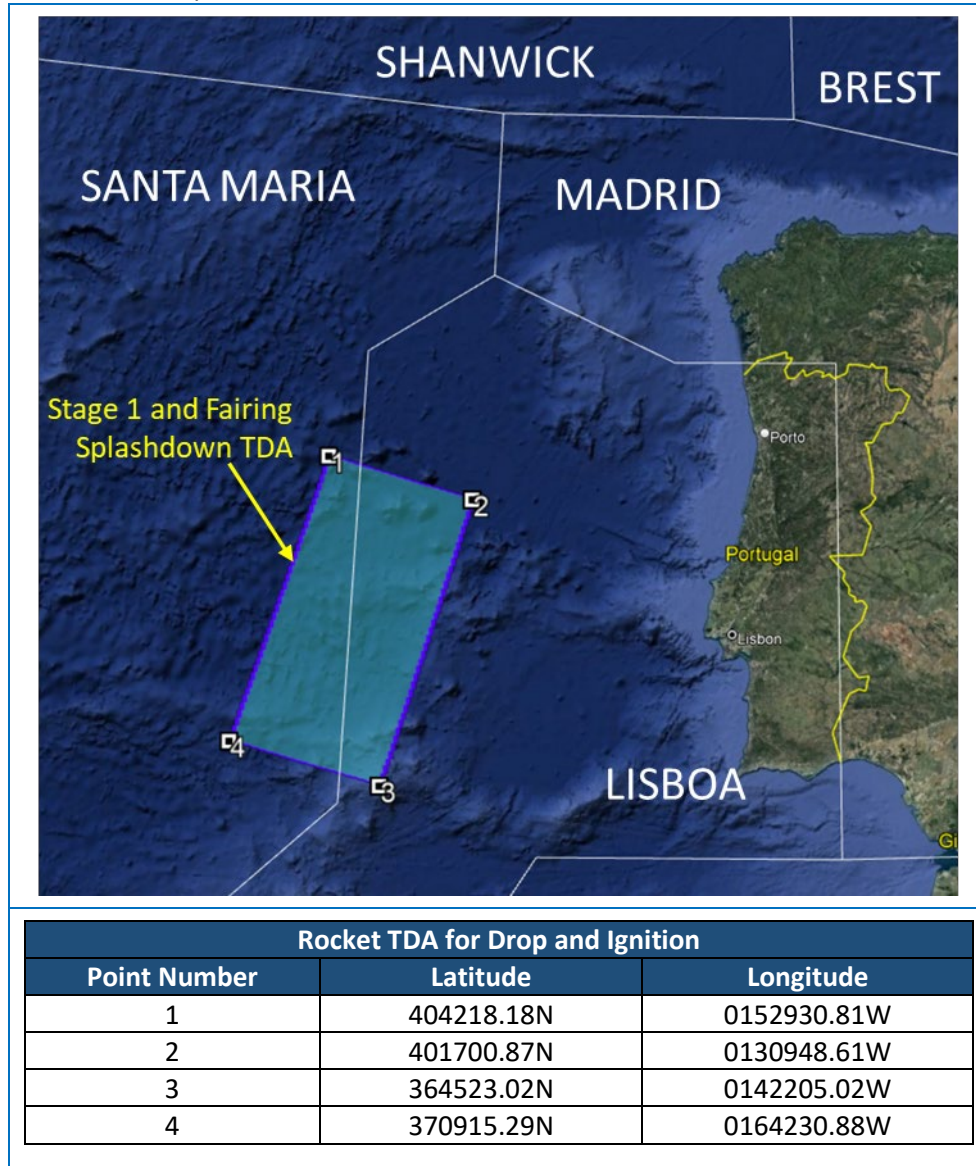 SHANWICK
BREST
SANTA MARIA
MADRID
Stage 1 and Fairing
Splashdown TDA
1
2
Porto
Portugal
Lisbon
4
3
LISBOA
Gi
Rocket TDA for Drop and Ignition
Point Number Latitude Longitude
1 404218.18N 0152930.81W
2 401700.87N 0130948.61W
3 364523.02N 0142205.02W
4 370915.29N 0164230.88W